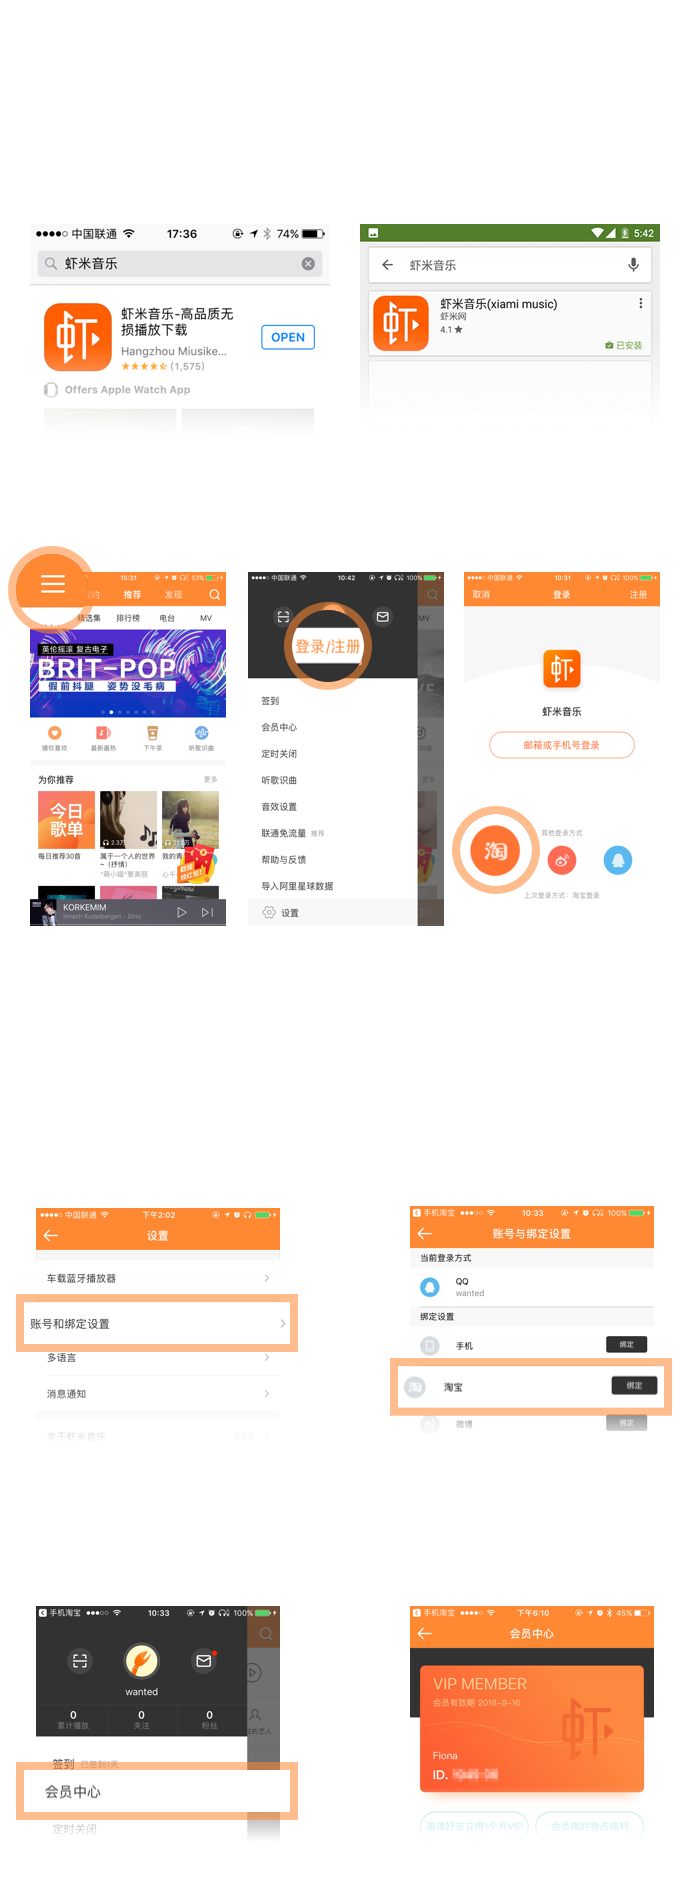 中国联通 17:36 74%
虾米音乐
虾米音乐-高品质无
损播放下载
Hangzhou Miusike...
(1,575)
OPEN
Offers Apple Watch App
5:42
虾米音乐
虾米音乐(xiami music)
虾米网
4.1
已安装
15:31 53%
推荐 发现
精选集 排行榜 电台 MV
英伦摇滚 复古电子
BRIT-POP
假前抖腿 姿势没毛病
猜你喜欢 最新最热 下午茶 听歌识曲
为你推荐 更多
今日
歌单
2.3万
每日推荐30首
属于一个人的世界
~（抒情）
我的青
心千
KORKEMIM
中国联通 10:42 100%
登录/注册
MV
签到
会员中心
定时关闭
听歌识曲
音效设置
联通免流量 推荐
帮助与反馈
导入阿里星球数据
设置
更多
中国联通 10:31 100%
取消 登录 注册
虾米音乐
邮箱或手机号登录
其他登录方式
淘
上次登录方式：淘宝登录
中国联通 下午2:02
设置
车载蓝牙播放器
账号和绑定设置
多语言
消息通知
关于虾米音乐
手机淘宝 10:33 100%
账号与绑定设置
当前登录方式
QQ
wanted
绑定设置
手机 绑定
淘 淘宝 绑定
微博 绑定
手机淘宝 10:33 100%
wanted
0 0 0
累计播放 关注 粉丝
的艺人
签到 已签到1天
会员中心
定时关闭
手机淘宝 下午6:10 45%
会员中心
VIP MEMBER
会员有效期 2018-9-16
Fiona
ID.
邀请好友立得1个月VIP
会员限时独占福利